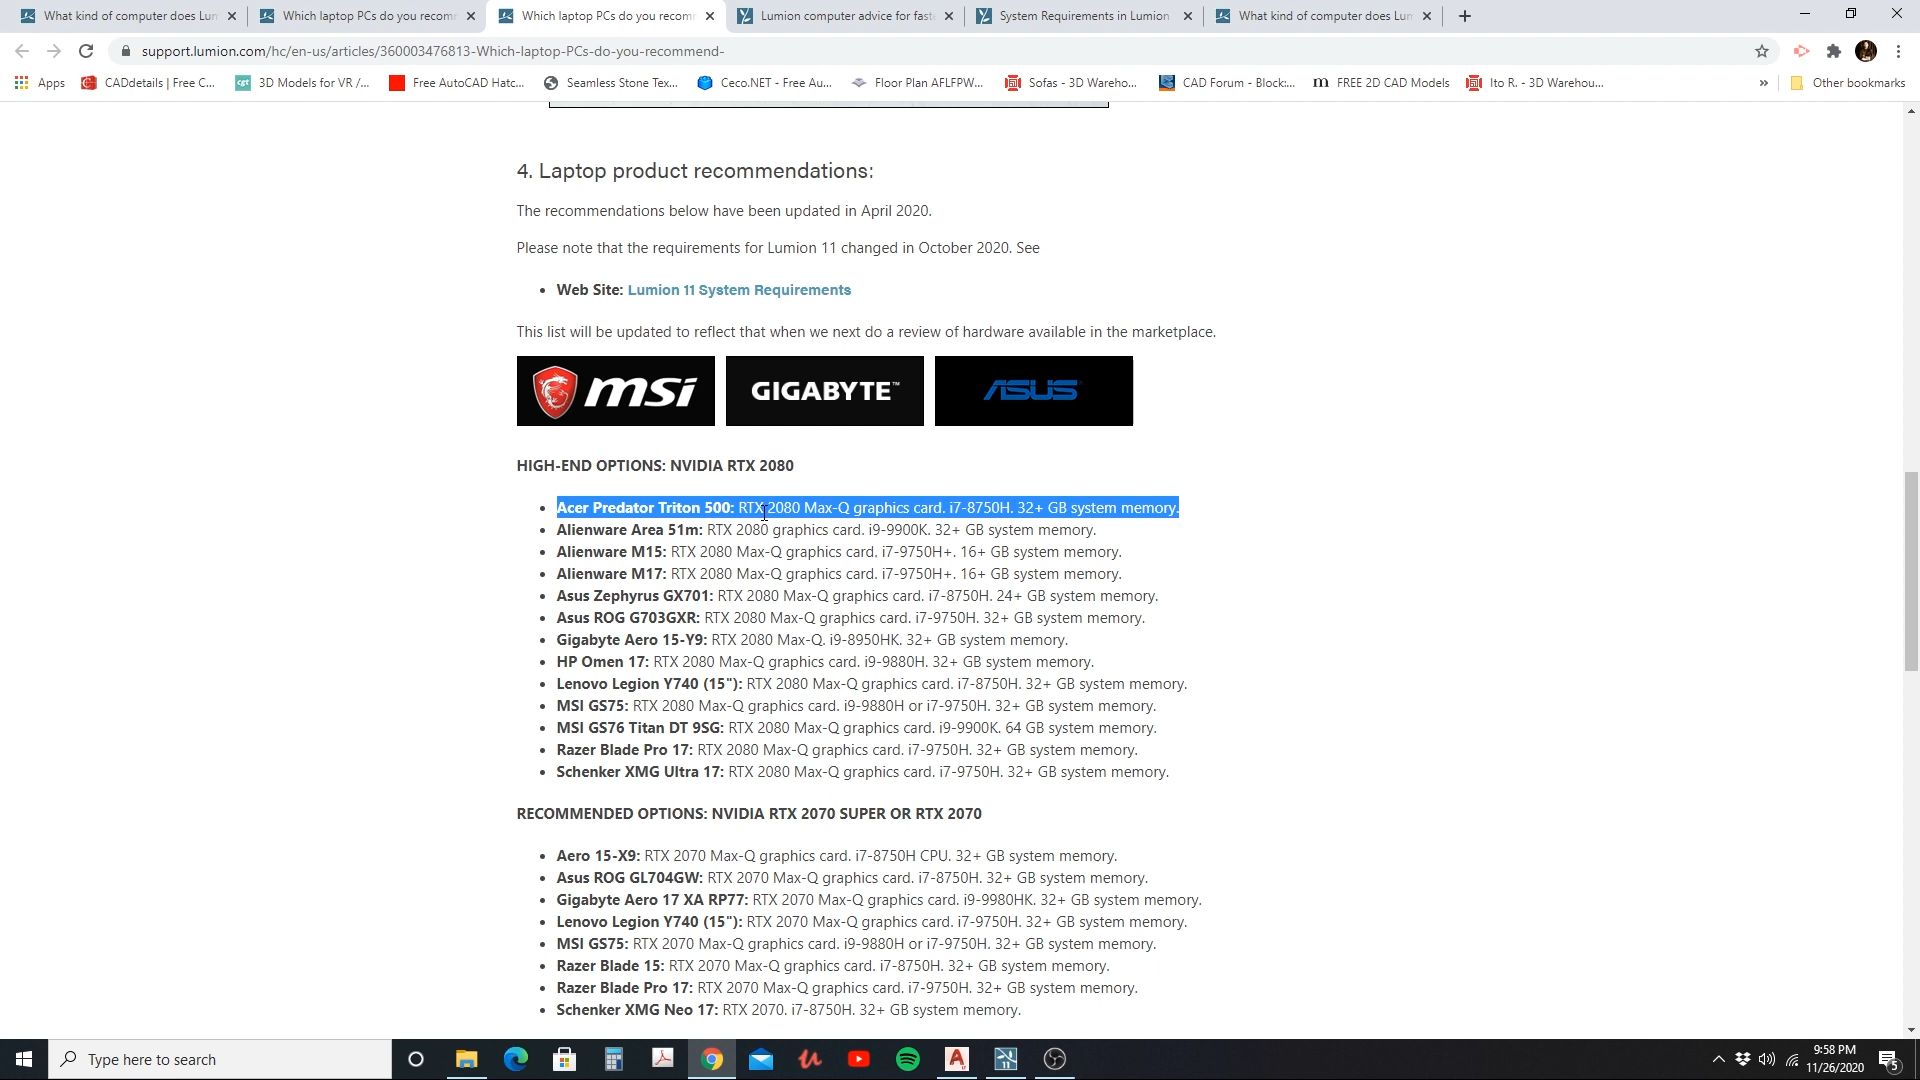 What kind of computer does Lun
Which laptop PCs do you recomm
Which laptop PCs do you recomm
Lumion computer advice for fast
System Requirements in Lumion
What kind of computer does Lun
support.lumion.com/hc/en-us/articles/360003476813-Which-laptop-PCs-do-you-recommend-
Apps
CADdetails | Free C...
cgt
3D Models for VR /...
Free AutoCAD Hatc...
Seamless Stone Tex...
Ceco.NET - Free Au...
Floor Plan AFLFPW...
Sofas - 3D Wareho...
CAD Forum - Block:...
m FREE 2D CAD Models
Ito R. - 3D Warehou...
»
Other bookmarks
4. Laptop product recommendations:
The recommendations below have been updated in April 2020.
Please note that the requirements for Lumion 11 changed in October 2020. See
• Web Site: Lumion 11 System Requirements
This list will be updated to reflect that when we next do a review of hardware available in the marketplace.
msi
GIGABYTE™
ASUS
HIGH-END OPTIONS: NVIDIA RTX 2080
• Acer Predator Triton 500: RTX 2080 Max-Q graphics card. i7-8750H. 32+ GB system memory.
• Alienware Area 51m: RTX 2080 graphics card. i9-9900K. 32+ GB system memory.
• Alienware M15: RTX 2080 Max-Q graphics card. i7-9750H+. 16+ GB system memory.
• Alienware M17: RTX 2080 Max-Q graphics card. i7-9750H+. 16+ GB system memory.
• Asus Zephyrus GX701: RTX 2080 Max-Q graphics card. i7-8750H. 24+ GB system memory.
• Asus ROG G703GXR: RTX 2080 Max-Q graphics card. i7-9750H. 32+ GB system memory.
• Gigabyte Aero 15-Y9: RTX 2080 Max-Q. i9-8950HK. 32+ GB system memory.
• HP Omen 17: RTX 2080 Max-Q graphics card. i9-9880H. 32+ GB system memory.
• Lenovo Legion Y740 (15"): RTX 2080 Max-Q graphics card. i7-8750H. 32+ GB system memory.
• MSI GS75: RTX 2080 Max-Q graphics card. i9-9880H or i7-9750H. 32+ GB system memory.
• MSI GS76 Titan DT 9SG: RTX 2080 Max-Q graphics card. i9-9900K. 64 GB system memory.
• Razer Blade Pro 17: RTX 2080 Max-Q graphics card. i7-9750H. 32+ GB system memory.
• Schenker XMG Ultra 17: RTX 2080 Max-Q graphics card. i7-9750H. 32+ GB system memory.
RECOMMENDED OPTIONS: NVIDIA RTX 2070 SUPER OR RTX 2070
• Aero 15-X9: RTX 2070 Max-Q graphics card. i7-8750H CPU. 32+ GB system memory.
• Asus ROG GL704GW: RTX 2070 Max-Q graphics card. i7-8750H. 32+ GB system memory.
• Gigabyte Aero 17 XA RP77: RTX 2070 Max-Q graphics card. i9-9980HK. 32+ GB system memory.
• Lenovo Legion Y740 (15"): RTX 2070 Max-Q graphics card. i7-9750H. 32+ GB system memory.
• MSI GS75: RTX 2070 Max-Q graphics card. i9-9880H or i7-9750H. 32+ GB system memory.
• Razer Blade 15: RTX 2070 Max-Q graphics card. i7-8750H. 32+ GB system memory.
• Razer Blade Pro 17: RTX 2070 Max-Q graphics card. i7-9750H. 32+ GB system memory.
• Schenker XMG Neo 17: RTX 2070. i7-8750H. 32+ GB system memory.
Type here to search
9:58 PM
11/26/2020
5